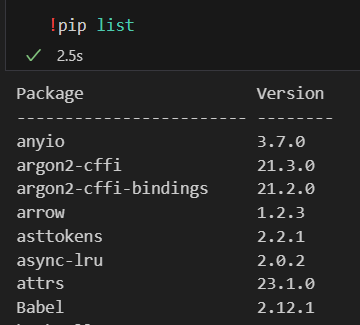 !pip list
✓ 2.5s
Package Version
----------------------- --------
anyio 3.7.0
argon2-cffi 21.3.0
argon2-cffi-bindings 21.2.0
arrow 1.2.3
asttokens 2.2.1
async-lru 2.0.2
attrs 23.1.0
Babel 2.12.1